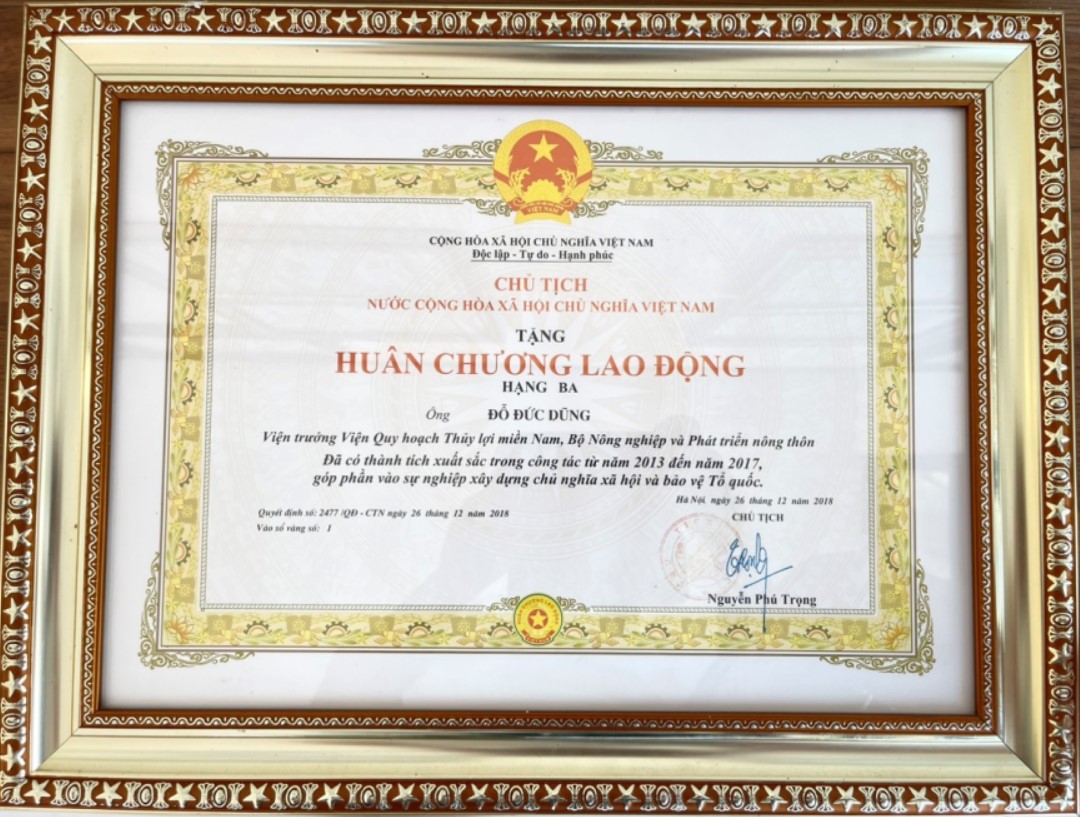 VIỆT NAM
CỘNG HÒA XÃ HỘI CHỦ NGHĨA VIỆT NAM
Độc lập - Tự do - Hạnh phúc
CHỦ TỊCH
NƯỚC CỘNG HÒA XÃ HỘI CHỦ NGHĨA VIỆT NAM
TẶNG
HUÂN CHƯƠNG LAO ĐỘNG
HẠNG BA
Ông ĐỖ ĐỨC DŨNG
Viện trưởng Viện Quy hoạch Thủy lợi miền Nam, Bộ Nông nghiệp và Phát triển nông thôn
Đã có thành tích xuất sắc trong công tác từ năm 2013 đến năm 2017,
góp phần vào sự nghiệp xây dựng chủ nghĩa xã hội và bảo vệ Tổ quốc.
Hà Nội, ngày 26 tháng 12 năm 2018
Quyết định số: 2477 /QĐ - CTN ngày 26 tháng 12 năm 2018
CHỦ TỊCH
Vào sổ vàng số: 1
Nguyễn Phú Trọng